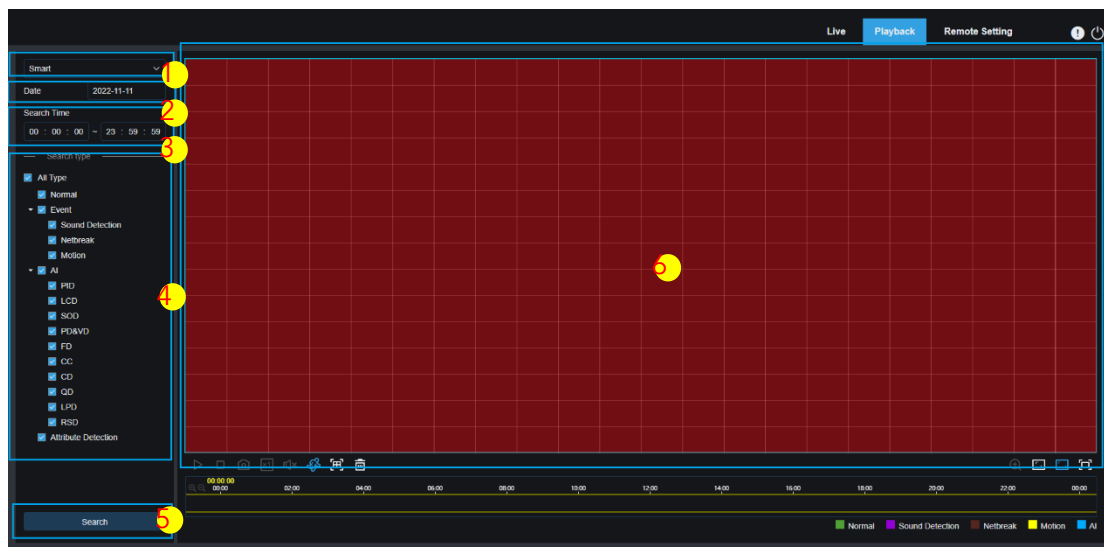 Live Playback Remote Setting !
Smart
1
Date 2022-11-11
2
Search Time
00 : 00 : 00 ~ 23 : 59 : 59
3
Search type
All Type
Normal
Event
Sound Detection
Netbreak
Motion
AI
PID
4
LCD
SOD
PD&VD
FD
CC
CD
QD
LPD
RSD
Attribute Detection
6
x1
00:00:00
00:00 02:00 04:00 06:00 08:00 10:00 12:00 14:00 16:00 18:00 20:00 22:00 00:00
Search
5
Normal Sound Detection Netbreak Motion AI